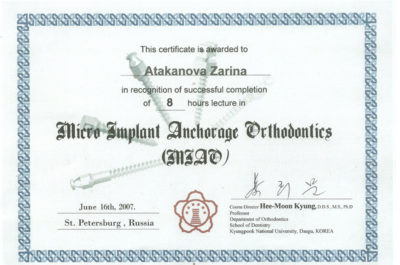 This certificate is awarded to
Atakanova Zarina
in recognition of successful completion
of 8 hours lecture in
Micro Implant Anchorage Orthodontics
(MIAO)
June 16th, 2007.
St. Petersburg , Russia
Course Director Hee-Moon Kyung, D.D.S., M.S., Ph.D
Professor
Department of Orthodontics
School of Dentistry
Kyungpook National University, Daegu, KOREA